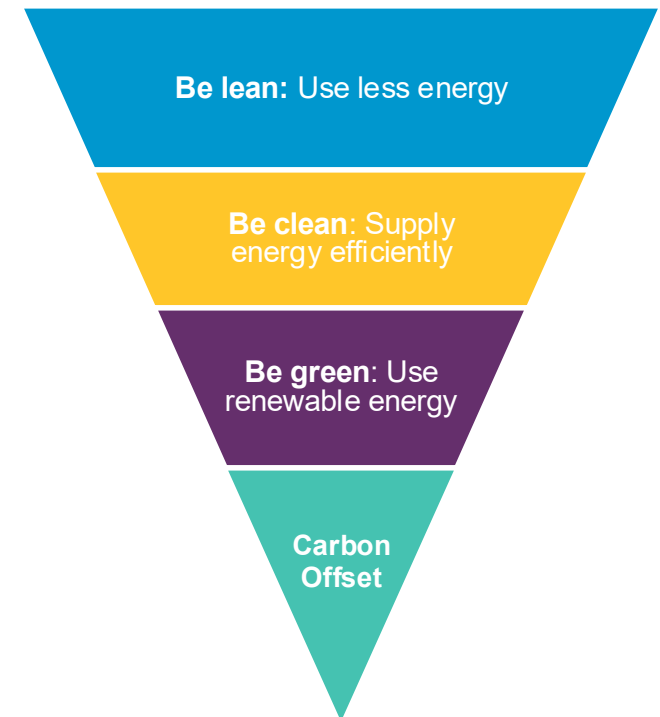 Be lean: Use less energy
Be clean: Supply
energy efficiently
Be green: Use
renewable energy
Carbon
Offset